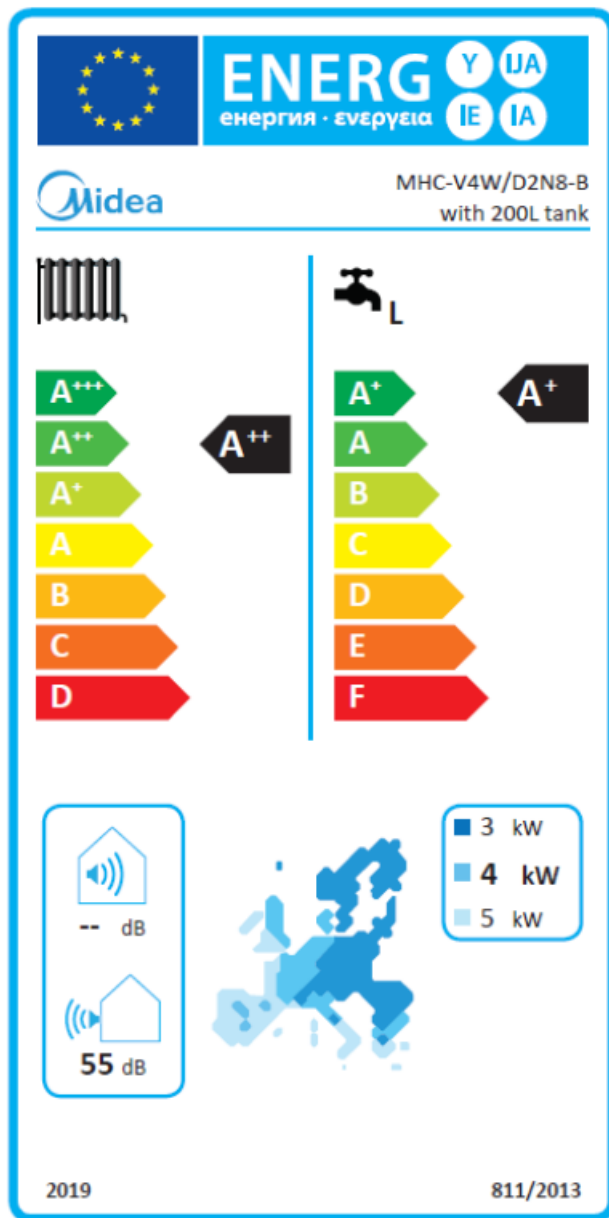 ENERG
енергия · ενεργεια
Y IJA
IE IA
Midea
MHC-V4W/D2N8-B
with 200L tank
L
A+++
A++
A+
A
B
C
D
A++
A+
A
B
C
D
E
F
A+
-- dB
55 dB
3 kW
4 kW
5 kW
2019
811/2013